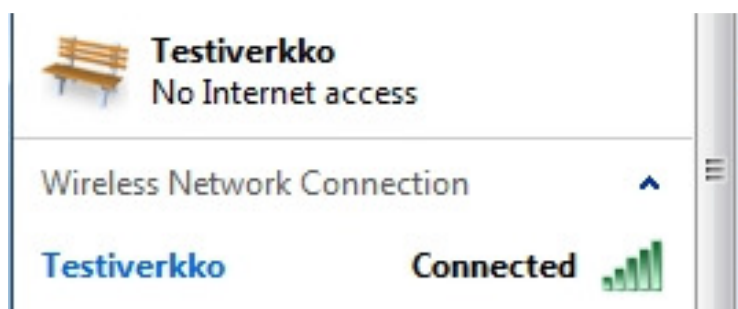 Testiverkko
No Internet access
Wireless Network Connection
Testiverkko Connected